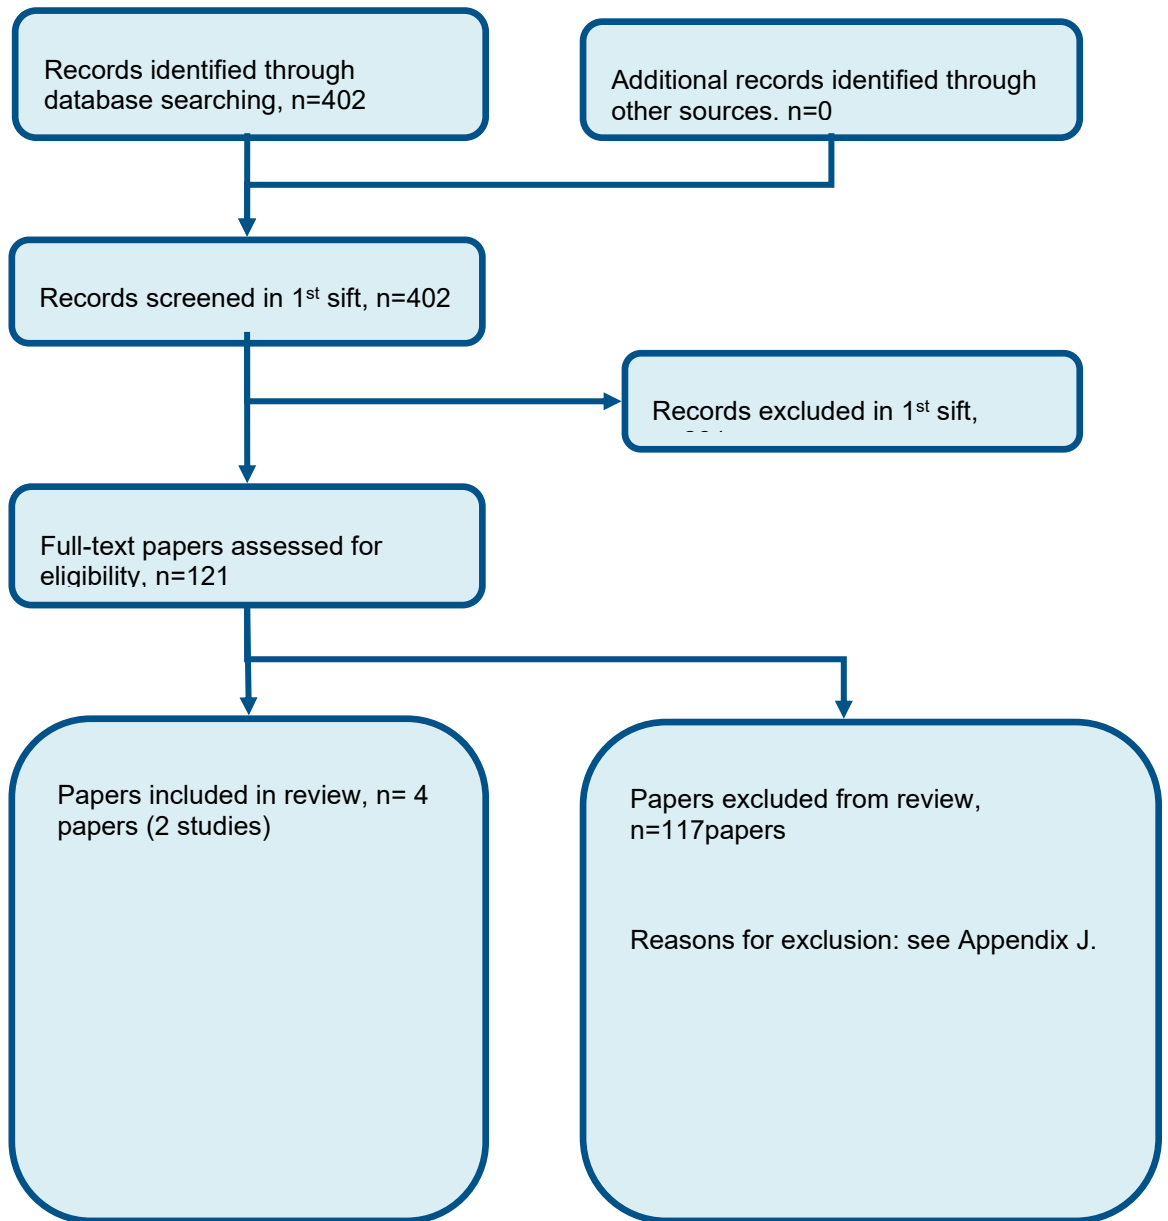 Records identified through
database searching, n=402
Additional records identified through
other sources. n=0
Records screened in 1st sift, n=402
Records excluded in 1st sift,
Full-text papers assessed for
eligibility, n=121
Papers included in review, n= 4
papers (2 studies)
Papers excluded from review,
n=117papers
Reasons for exclusion: see Appendix J.